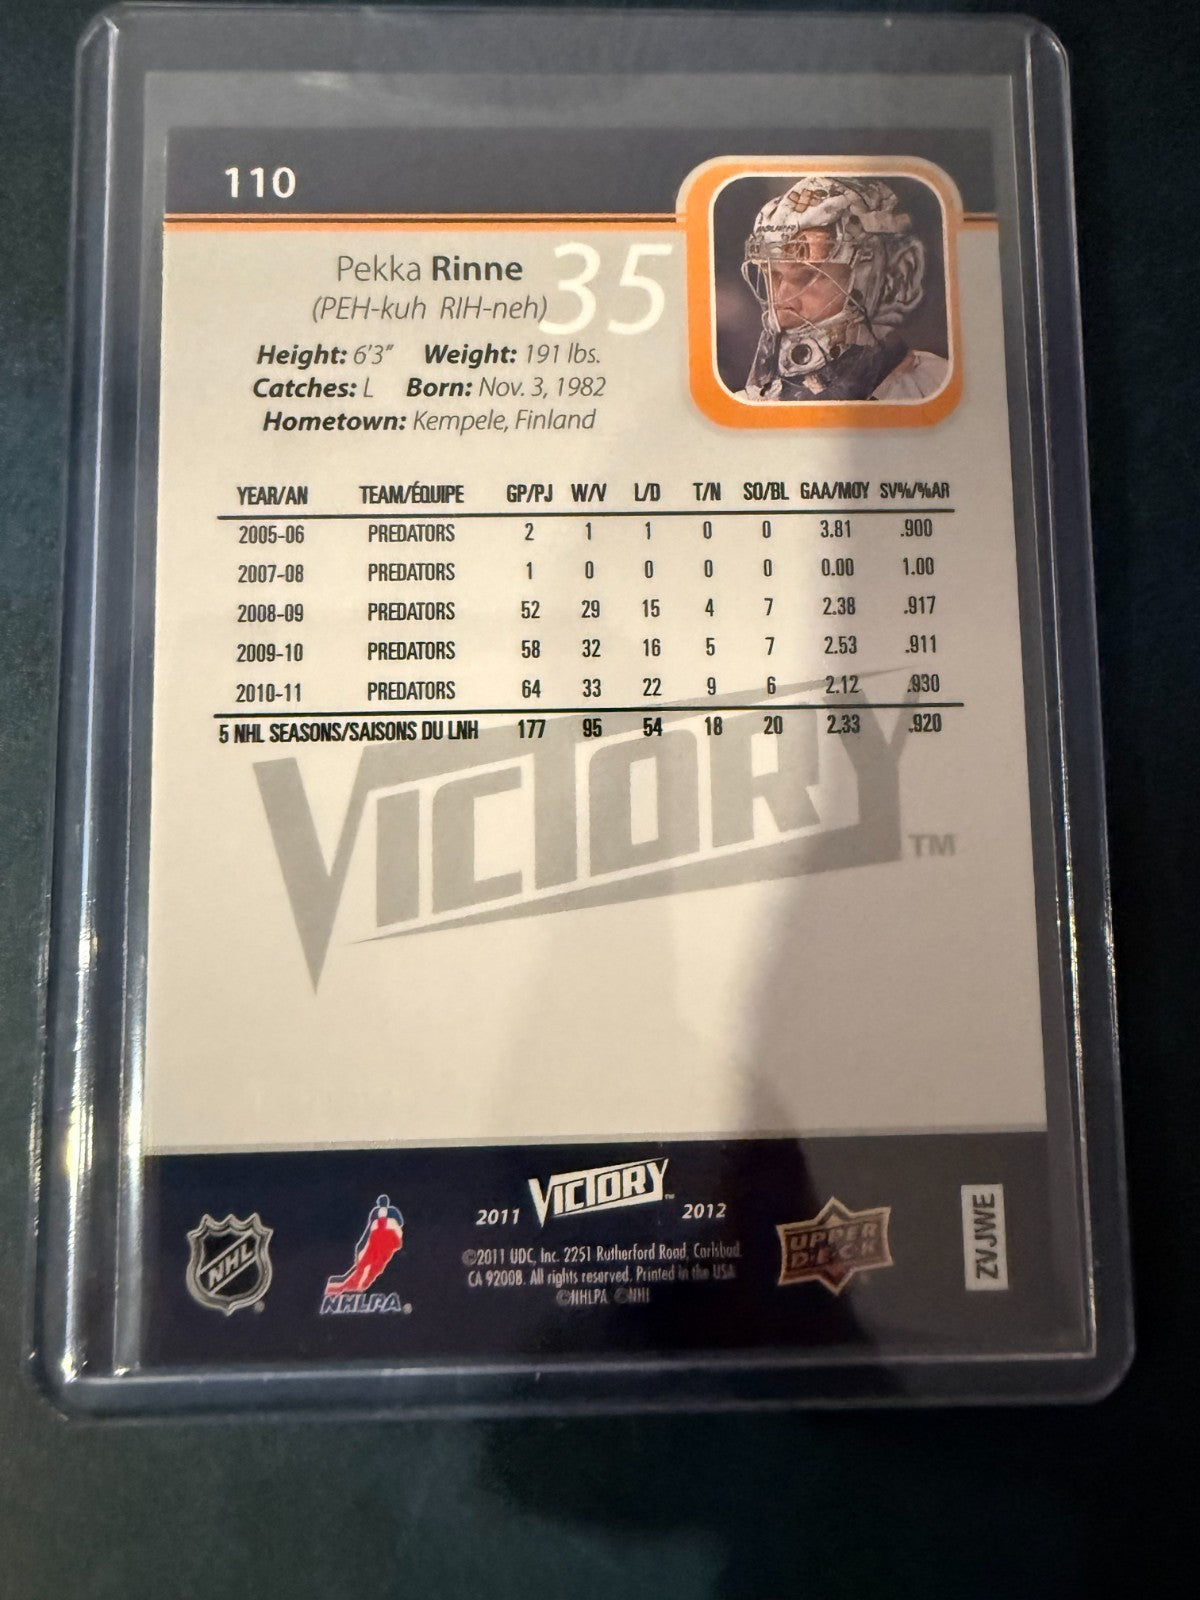 110
Pekka Rinne
35
(PEH-kuh RIH-neh)
Height: 6'3" Weight: 191 lbs.
Catches: L Born: Nov. 3, 1982
Hometown: Kempele, Finland
YEAR/AN TEAM/ÉQUIPE GP/PJ W/V L/D T/N SO/BL GAA/MOY SV%/%AR
2005-06 PREDATORS 2 1 1 0 0 3.81 .900
2007-08 PREDATORS 1 0 0 0 0 0.00 1.00
2008-09 PREDATORS 52 29 15 4 7 2.38 .917
2009-10 PREDATORS 58 32 16 5 7 2.53 .911
2010-11 PREDATORS 64 33 22 9 6 2.12 .930
5 NHL SEASONS/SAISONS DU LNH 177 95 54 18 20 2.33 .920
VICTORY TM
NHL
NHLPA
2011 VICTORY 2012
©2011 UDC, Inc. 2251 Rutherford Road, Carlsbad,
CA 92008. All rights reserved. Printed in the USA
©NHLPA ©NHL
UPPER
DECK
ZVJWE